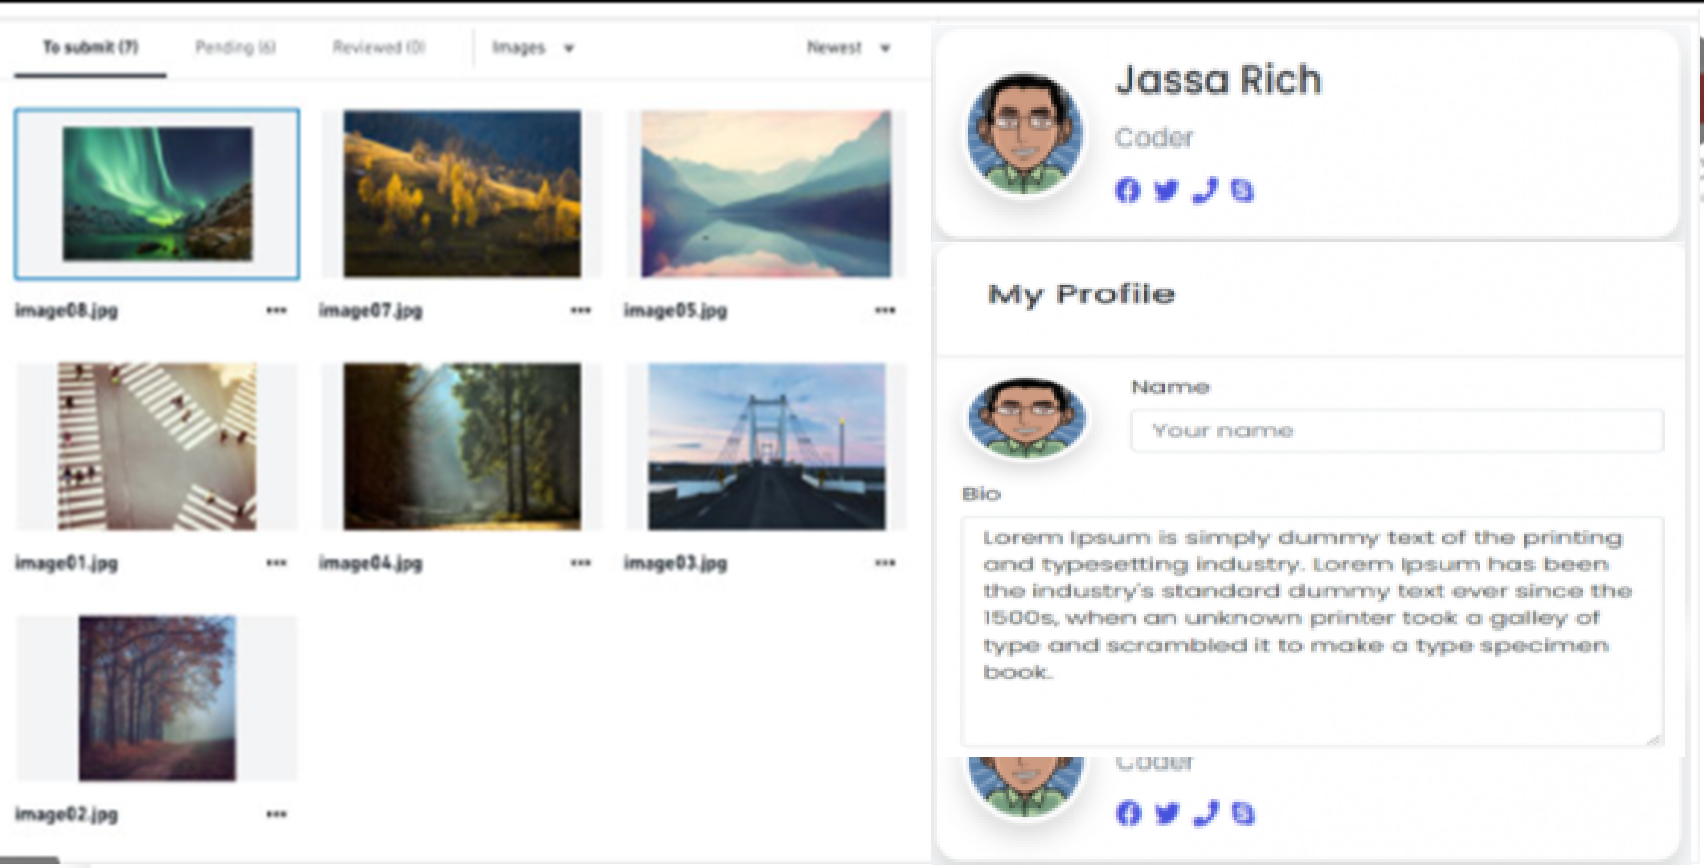 To submit (7) Pending (6) Reviewed (0) Images Newest
image08.jpg image07.jpg image05.jpg
image01.jpg image04.jpg image03.jpg
image02.jpg
Jassa Rich
Coder
My Profile
Name
Your name
Bio
Lorem Ipsum is simply dummy text of the printing
and typesetting industry. Lorem Ipsum has been
the industry's standard dummy text ever since the
1500s, when an unknown printer took a galley of
type and scrambled it to make a type specimen
book.
Coder